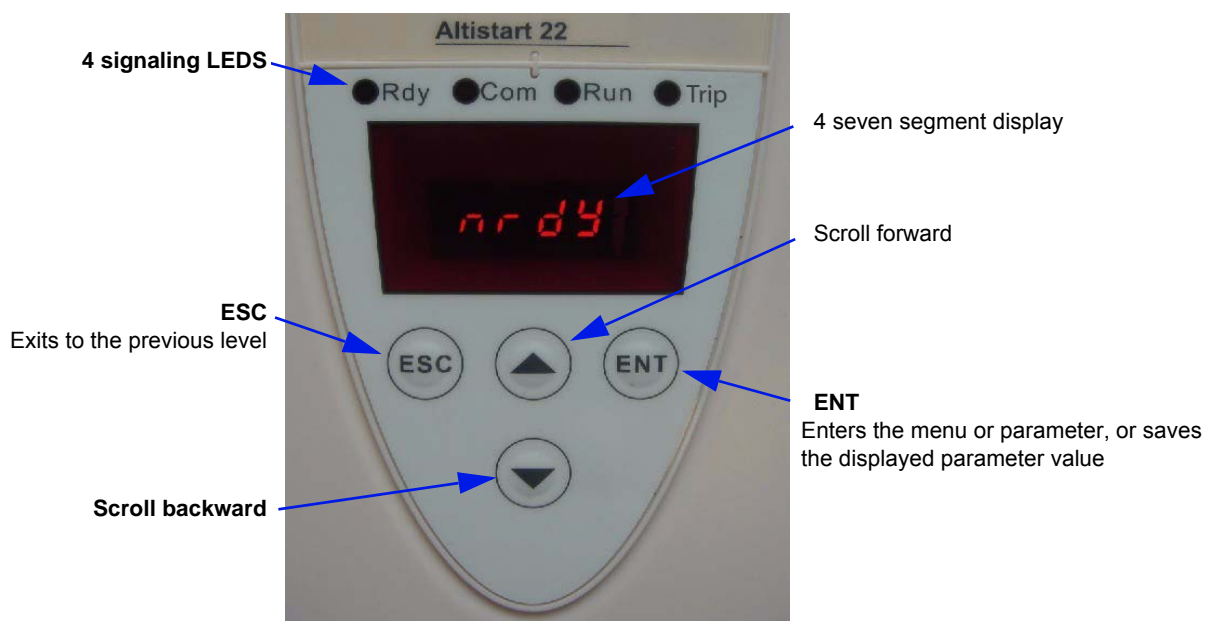 Altistart 22
4 signaling LEDS
Rdy Com Run Trip
4 seven segment display
nrdY
Scroll forward
ESC
Exits to the previous level
ESC
ENT
ENT
Enters the menu or parameter, or saves
the displayed parameter value
Scroll backward